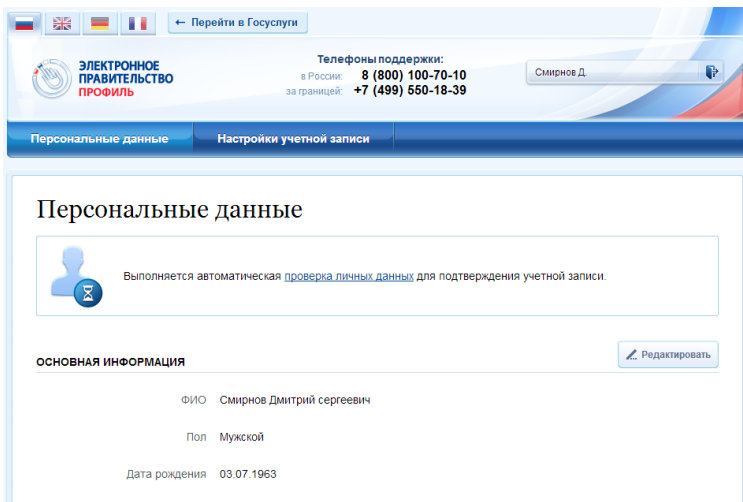 ← Перейти в Госуслуги
ЭЛЕКТРОННОЕ
ПРАВИТЕЛЬСТВО
ПРОФИЛЬ
Телефоны поддержки:
в России: 8 (800) 100-70-10
за границей: +7 (499) 550-18-39
Смирнов Д.
Персональные данные
Настройки учетной записи
Персональные данные
Выполняется автоматическая проверка личных данных для подтверждения учетной записи.
ОСНОВНАЯ ИНФОРМАЦИЯ
Редактировать
ФИО Смирнов Дмитрий сергеевич
Пол Мужской
Дата рождения 03.07.1963